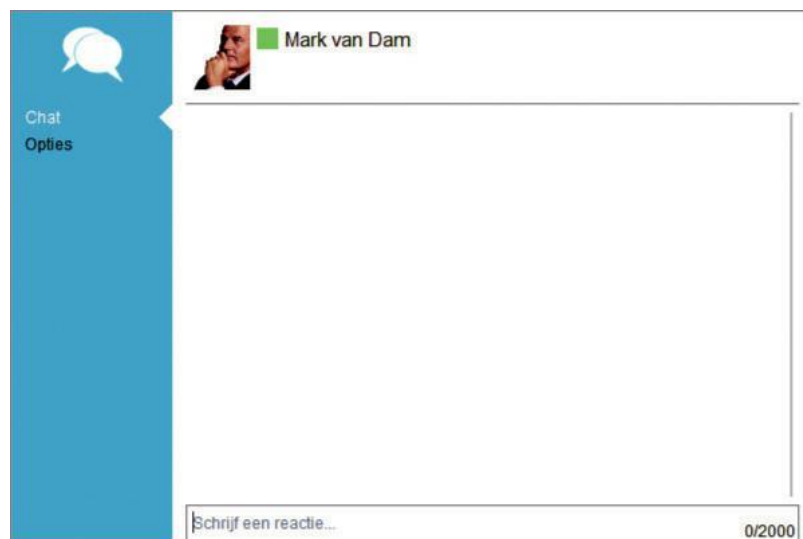 Mark van Dam
Chat
Opties
Schrijf een reactie...
0/2000